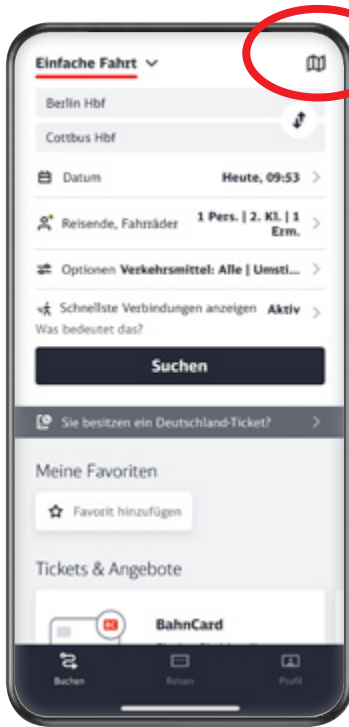 Einfache Fahrt
Berlin Hbf
Cottbus Hbf
Datum Heute, 09:53
Reisende, Fahrräder 1 Pers. | 2. Kl. | 1
Erm.
Optionen Verkehrsmittel: Alle | Umsti...
Schnellste Verbindungen anzeigen Aktiv
Was bedeutet das?
Suchen
Sie besitzen ein Deutschland-Ticket?
Meine Favoriten
Favorit hinzufügen
Tickets & Angebote
BahnCard
Buchen Reisen Profil